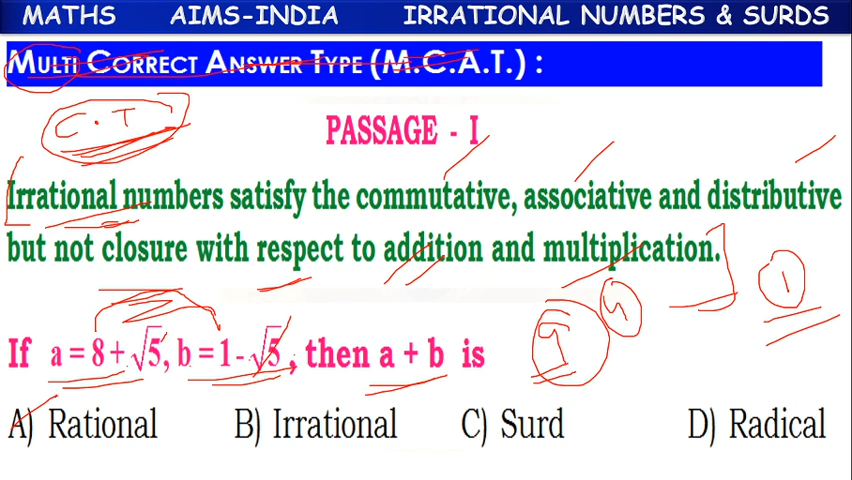 MATHS AIMS-INDIA IRRATIONAL NUMBERS & SURDS
MULTI CORRECT ANSWER TYPE (M.C.A.T.) :
C. T
PASSAGE - I
Irrational numbers satisfy the commutative, associative and distributive
but not closure with respect to addition and multiplication.
1
If a = 8 + √5, b = 1 - √5, then a + b is
A) Rational B) Irrational C) Surd D) Radical